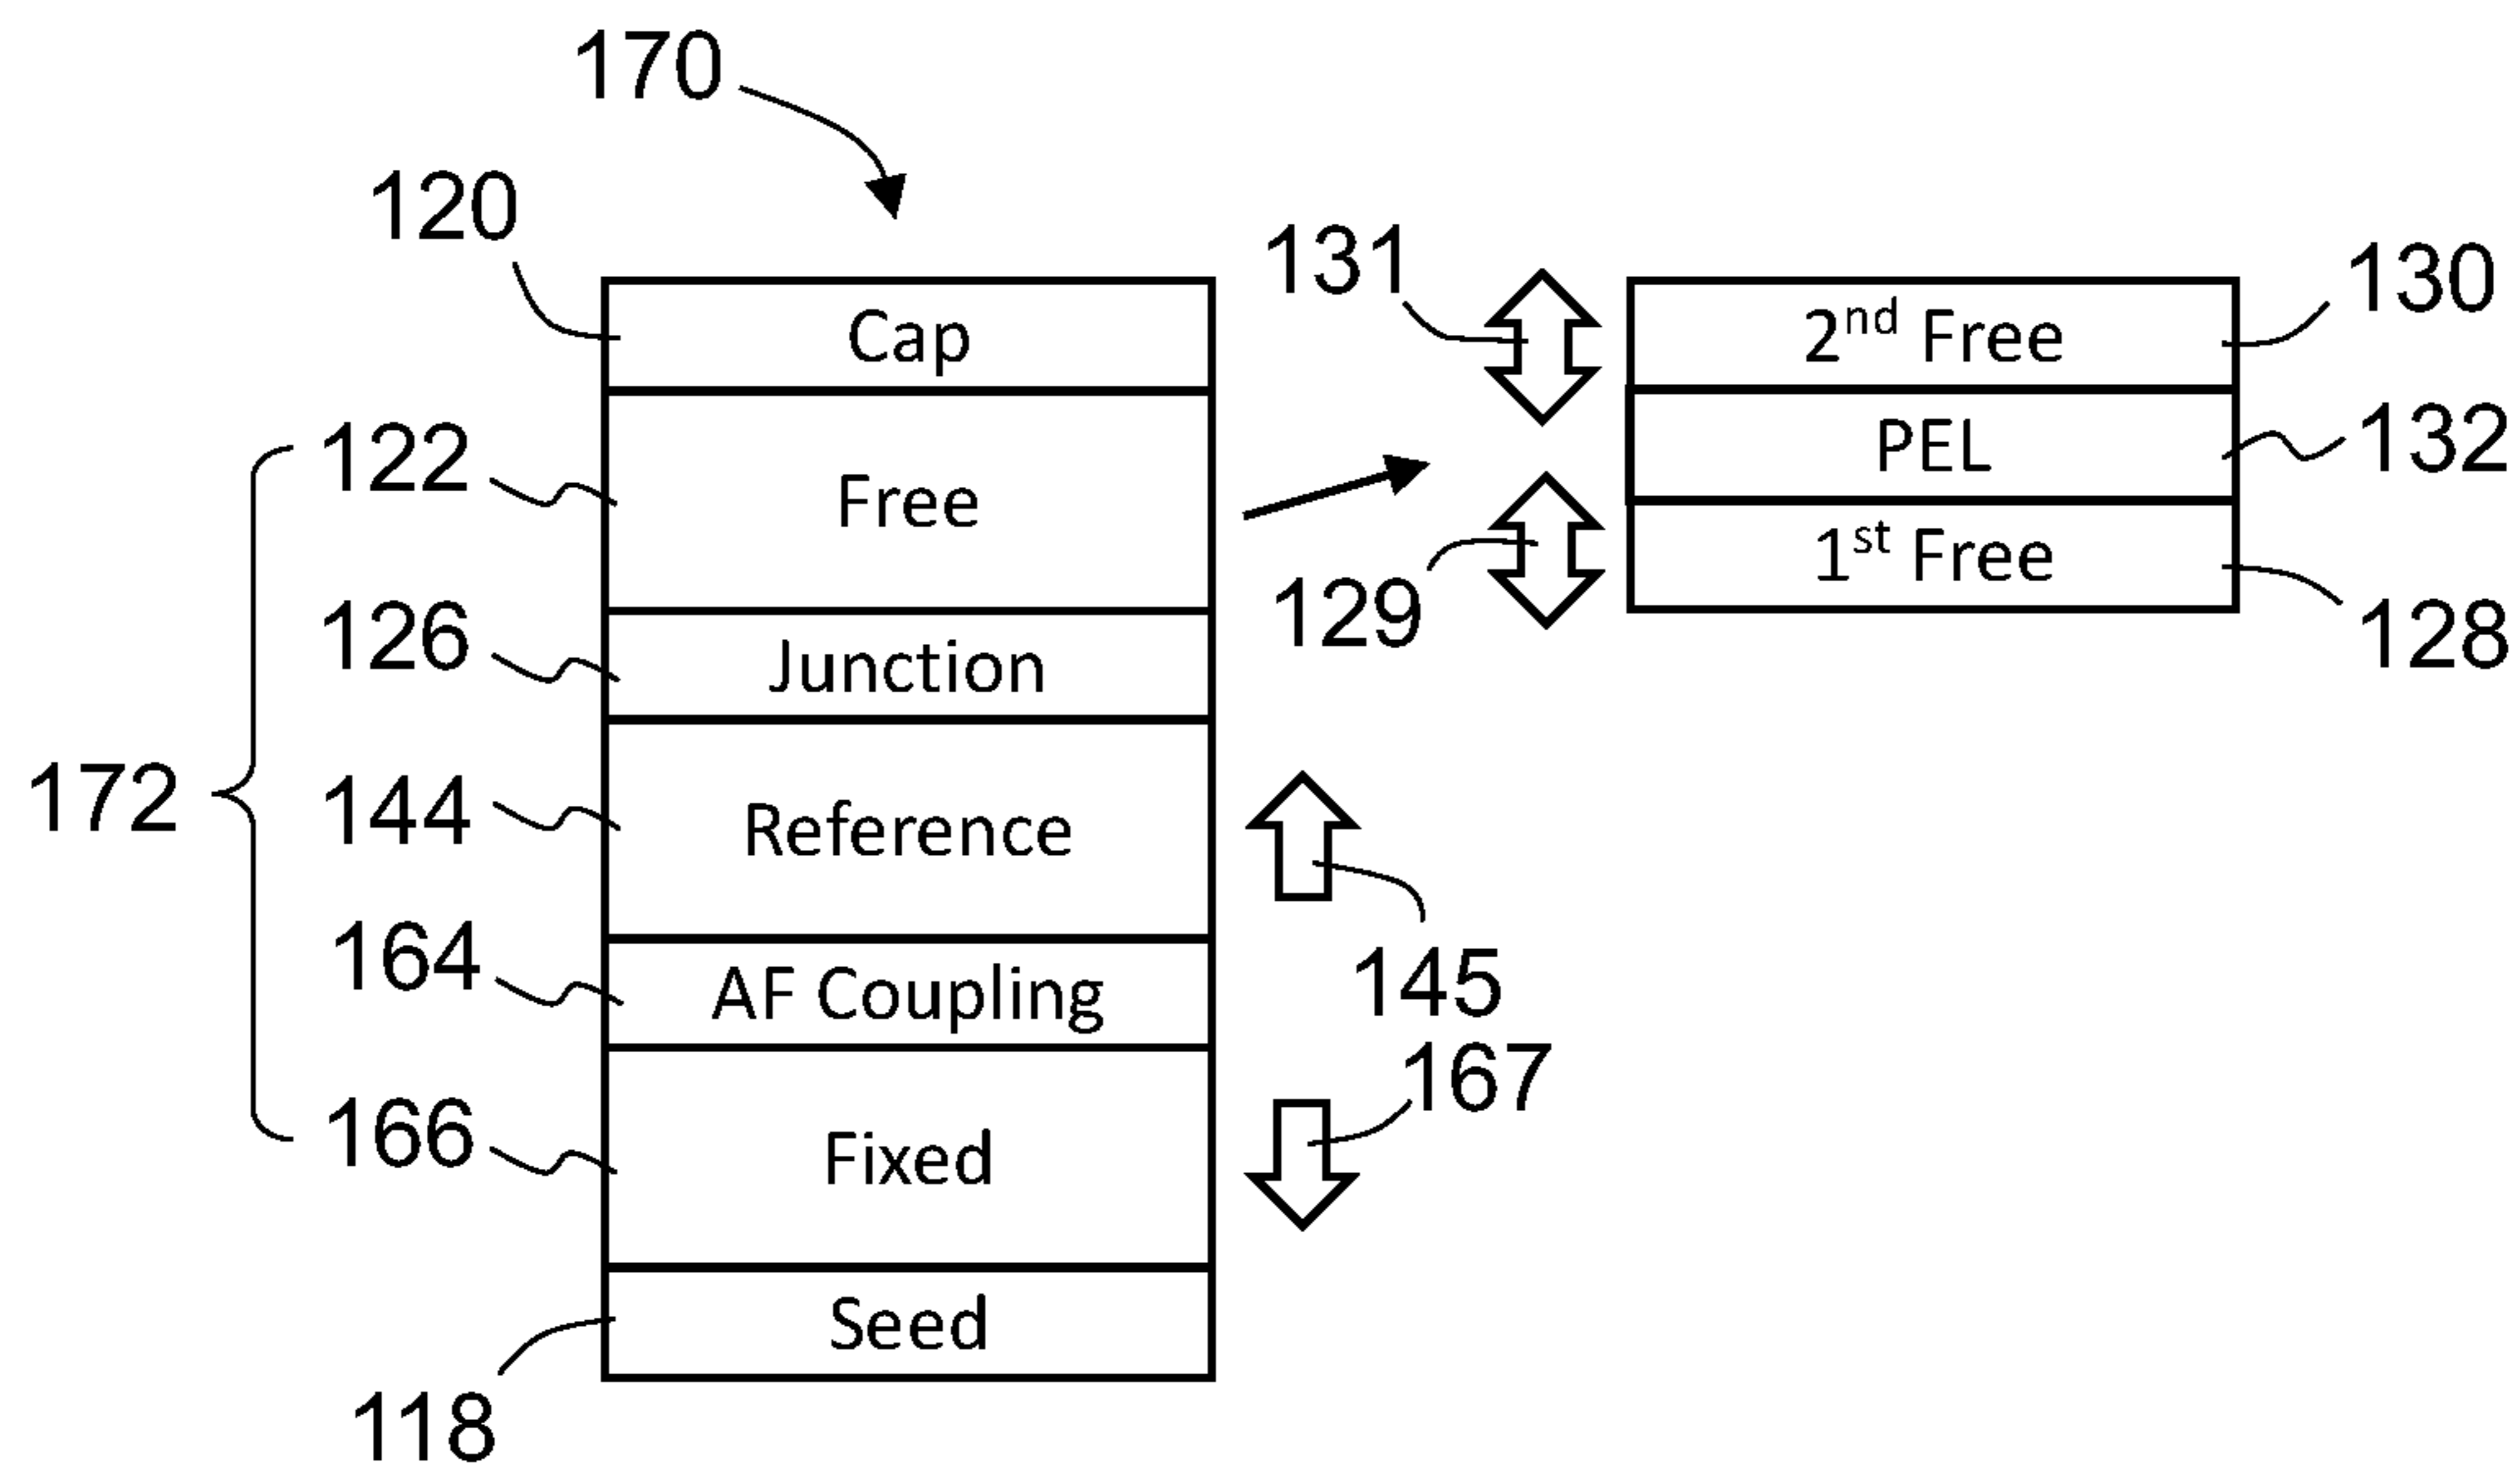 170
120
131
130
Cap
2nd Free
122
132
PEL
Free
129
1st Free
126
128
Junction
172
144
Reference
164
145
AF Coupling
167
166
Fixed
Seed
118